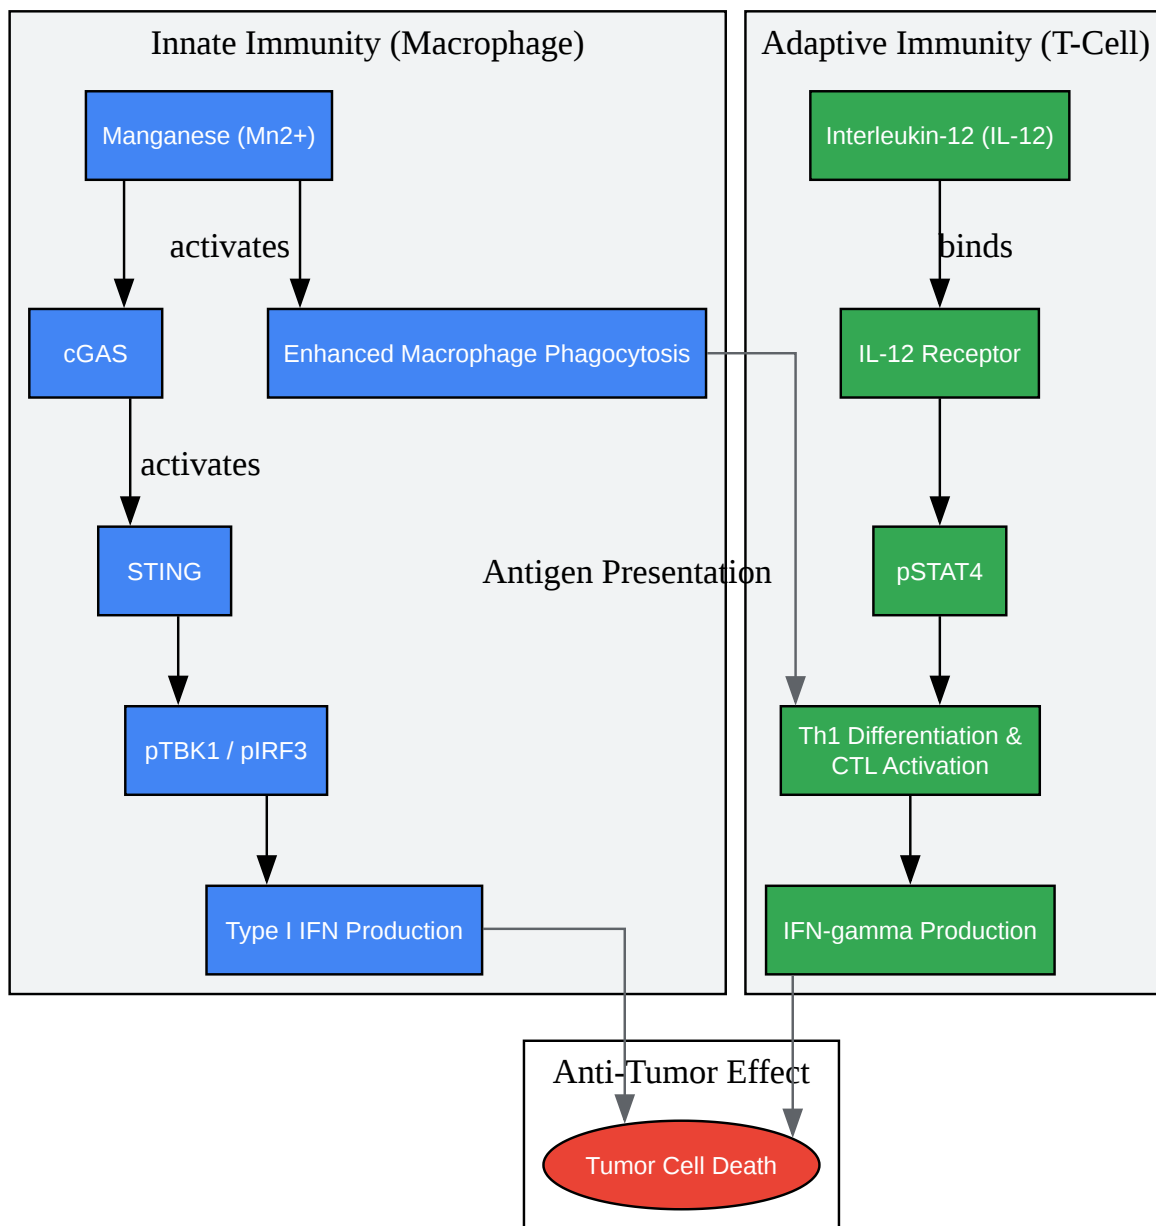 Innate Immunity (Macrophage)
Manganese (Mn2+)
activates
cGAS
Enhanced Macrophage Phagocytosis
activates
STING
Antigen Presentation
pTBK1 / pIRF3
Type I IFN Production
Adaptive Immunity (T-Cell)
Interleukin-12 (IL-12)
binds
IL-12 Receptor
pSTAT4
Th1 Differentiation &
CTL Activation
IFN-gamma Production
Anti-Tumor Effect
Tumor Cell Death